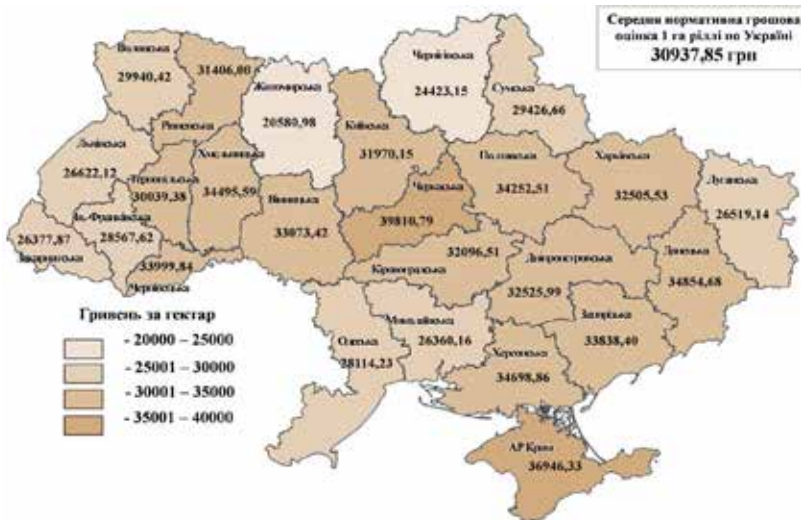 Середня нормативна грошова
оцінка 1 га ріллі по Україні
30937,85 грн
Волинська
29940,42
31406,00
Рівненська
Житомирська
20580,98
Чернігівська
24423,15
Сумська
29426,66
Львівська
26622,12
Тернопільська
30039,38
Хмельницька
34495,59
Київська
31970,15
Черкаська
39810,79
Полтавська
34252,51
Харківська
32505,53
Луганська
26519,14
Ів.-Франківська
28567,62
26377,87
Закарпатська
33999,84
Чернівецька
Вінницька
33073,42
32096,51
Кіровоградська
Дніпропетровська
32525,99
Донецька
34854,68
Запорізька
33838,40
Одеська
28114,23
Миколаївська
26360,16
Херсонська
34698,86
АР Крим
36946,33
Гривень за гектар
- 20000 – 25000
- 25001 – 30000
- 30001 – 35000
- 35001 – 40000